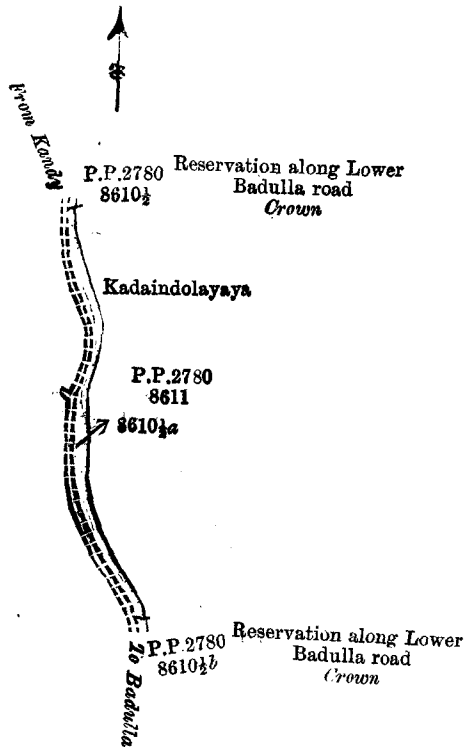 From Kandy
P.P.2780
8610½
Reservation along Lower
Badulla road
Crown
Kadaindolayaya
P.P.2780
8611
8610½a
To Badulla
P.P.2780
8610½b
Reservation along Lower
Badulla road
Crown